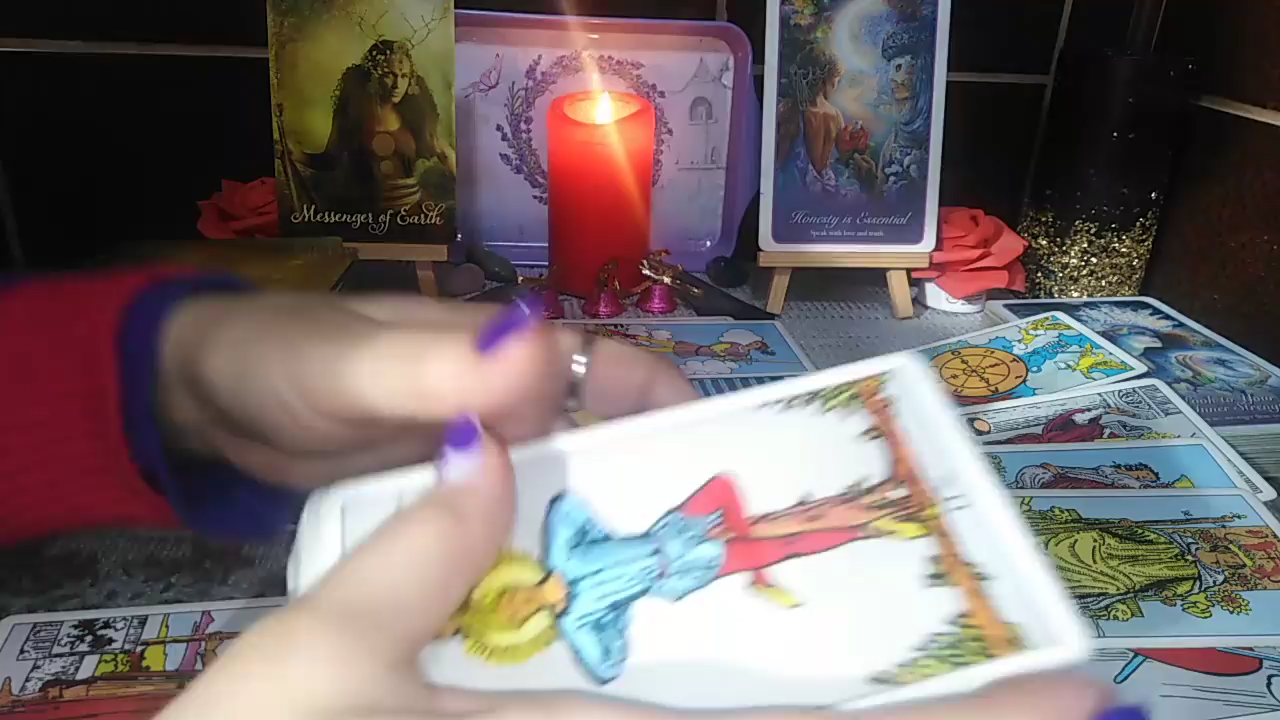 Messenger of Earth
Honesty is Essential
Speak with love and truth